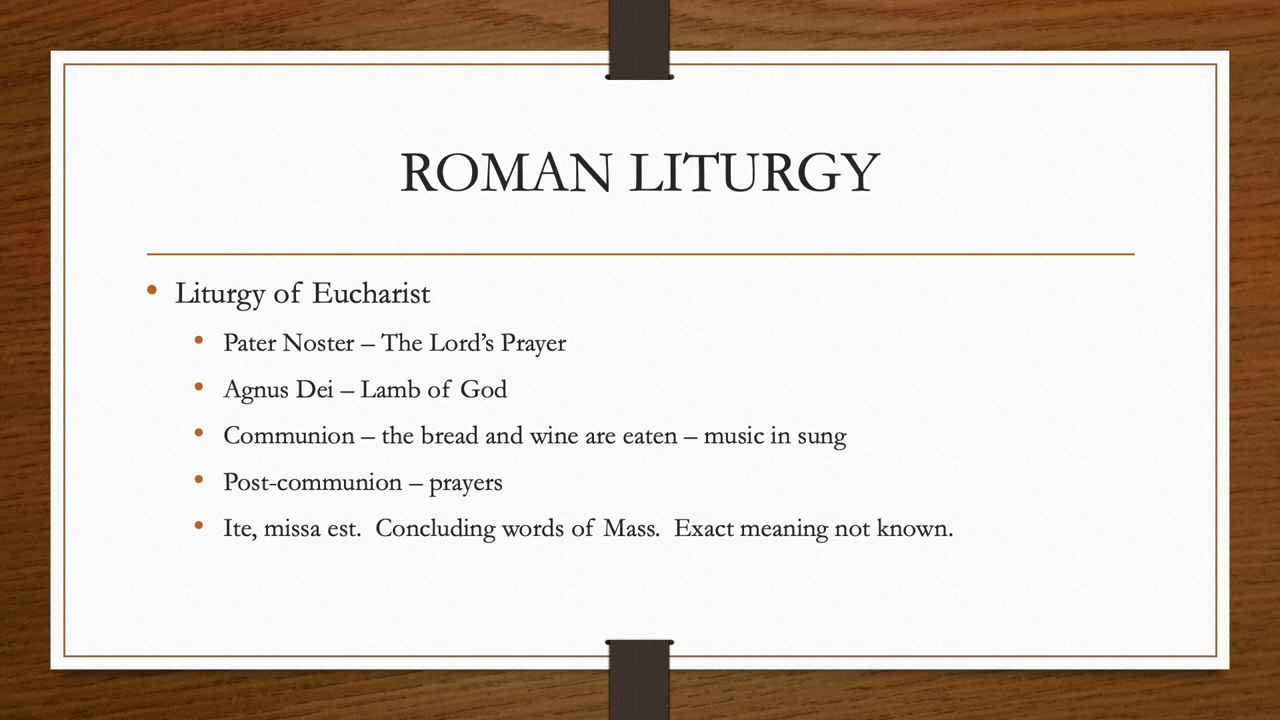 ROMAN LITURGY
• Liturgy of Eucharist
• Pater Noster – The Lord’s Prayer
• Agnus Dei – Lamb of God
• Communion – the bread and wine are eaten – music in sung
• Post-communion – prayers
• Ite, missa est.  Concluding words of Mass.  Exact meaning not known.